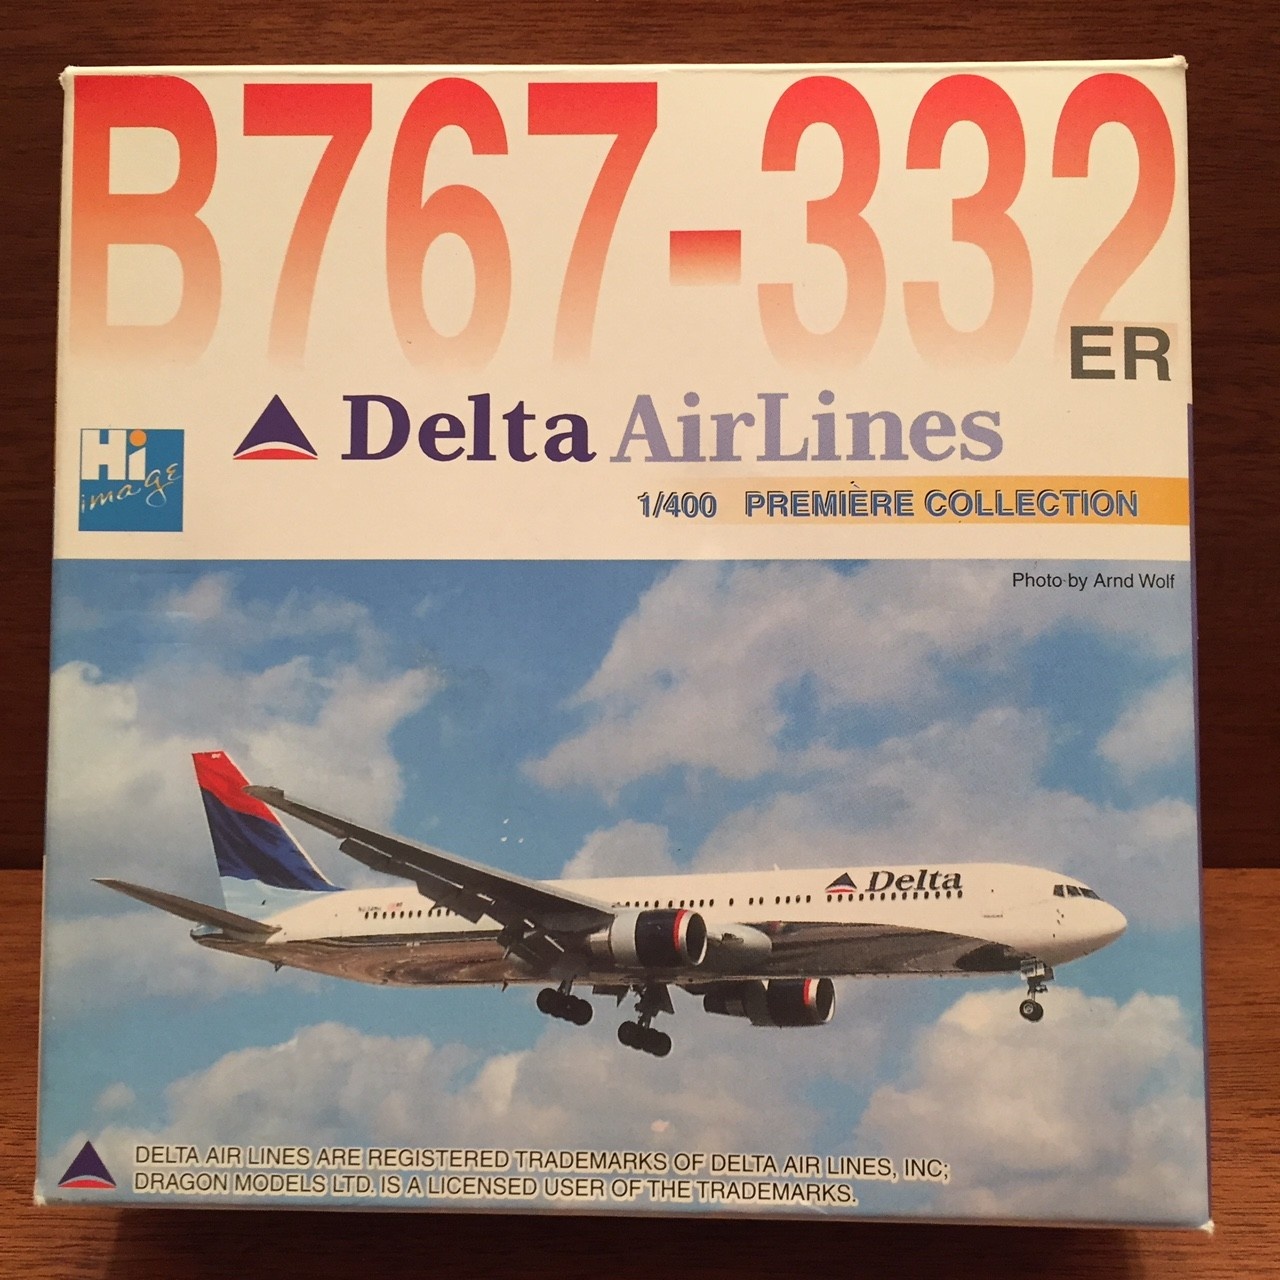 B767-332
ER
Delta AirLines
Hi
image
1/400 PREMIÈRE COLLECTION
Photo by Arnd Wolf
Delta
DELTA AIR LINES ARE REGISTERED TRADEMARKS OF DELTA AIR LINES, INC;
DRAGON MODELS LTD. IS A LICENSED USER OF THE TRADEMARKS.